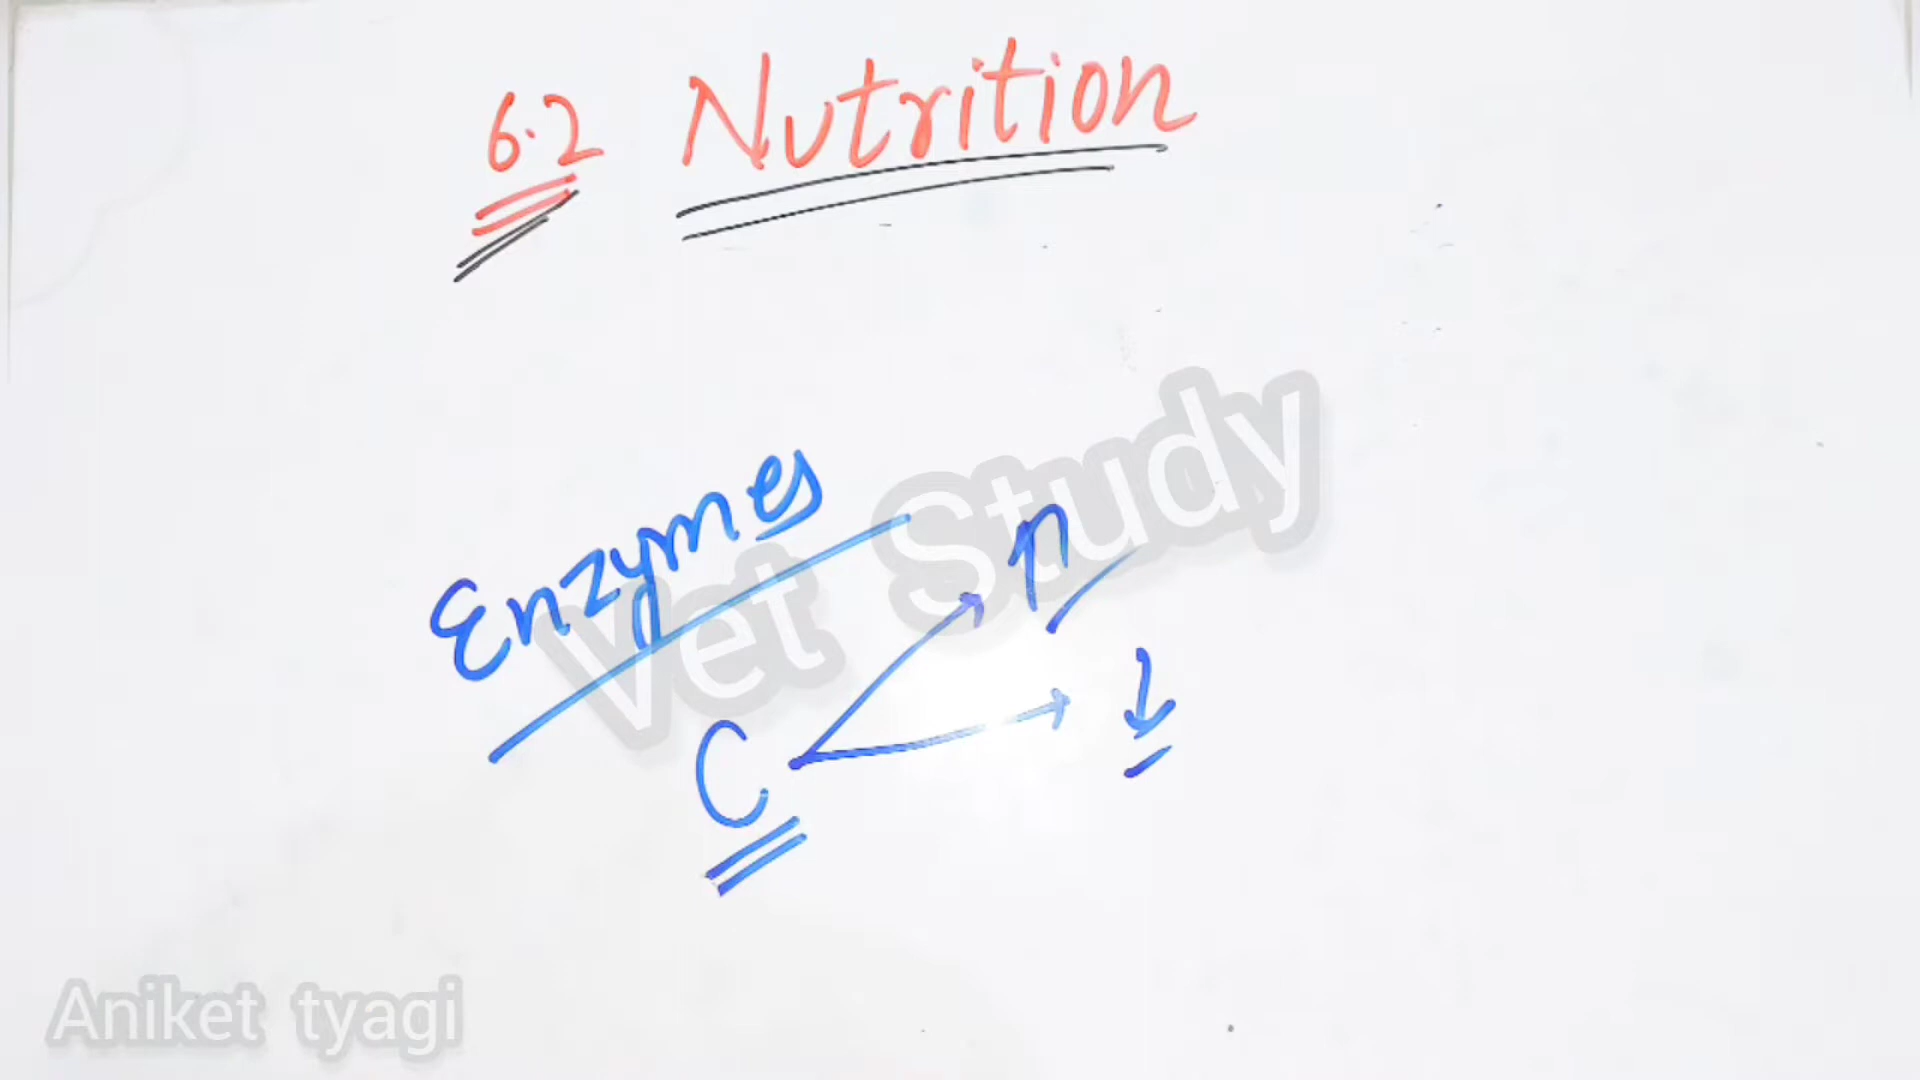 6.2 Nutrition
Enzymes
Vet Study
↑
C
↓
Aniket tyagi